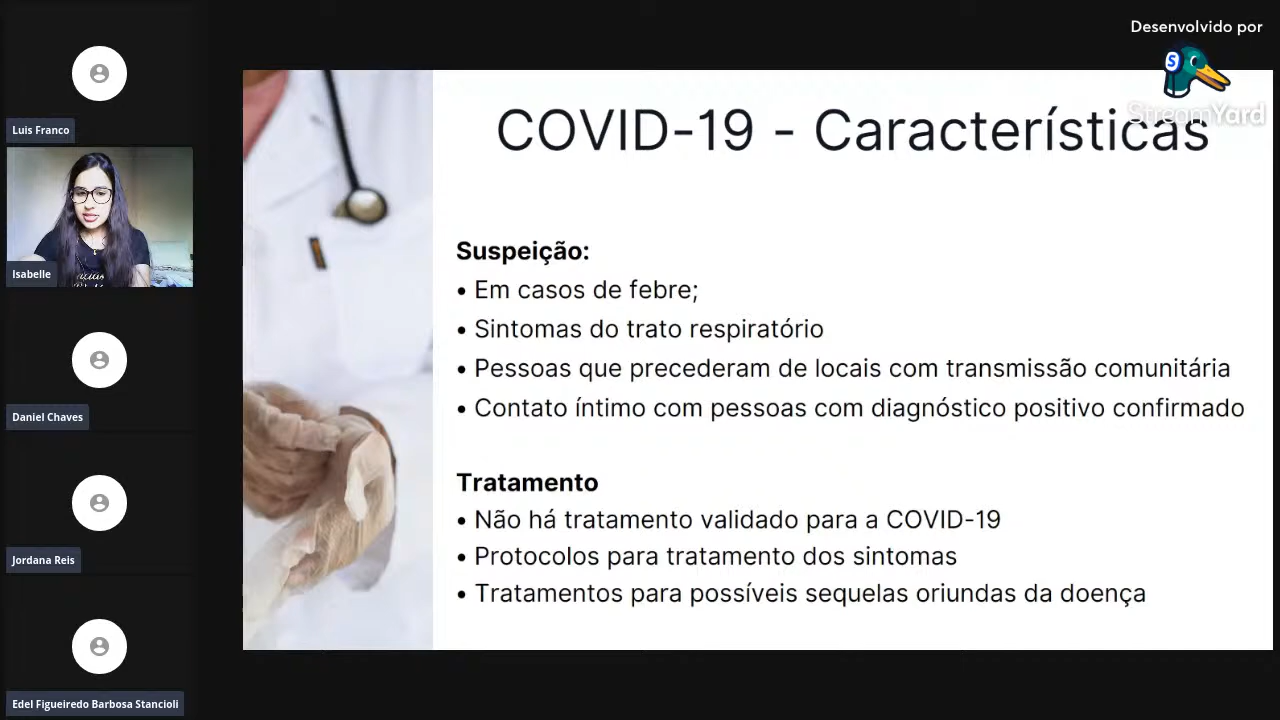 Desenvolvido por
StreamYard
Luis Franco
Isabelle
Daniel Chaves
Jordana Reis
Edel Figueiredo Barbosa Stancioli
COVID-19 - Características
Suspeição:
• Em casos de febre;
• Sintomas do trato respiratório
• Pessoas que precederam de locais com transmissão comunitária
• Contato íntimo com pessoas com diagnóstico positivo confirmado
Tratamento
• Não há tratamento validado para a COVID-19
• Protocolos para tratamento dos sintomas
• Tratamentos para possíveis sequelas oriundas da doença